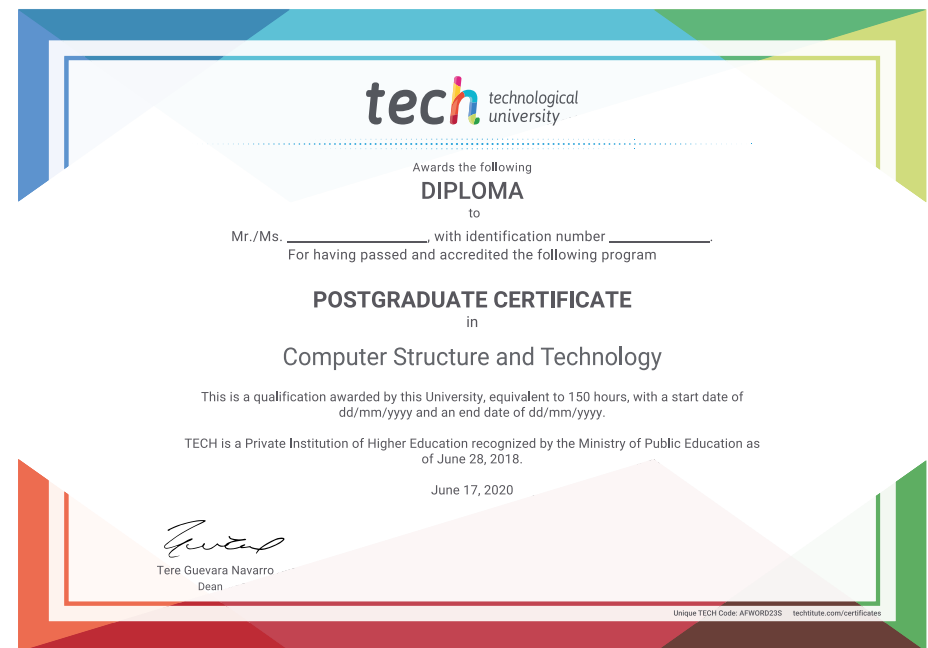 tech technological
university
Awards the following
DIPLOMA
to
Mr./Ms. ____________, with identification number ____________.
For having passed and accredited the following program
POSTGRADUATE CERTIFICATE
in
Computer Structure and Technology
This is a qualification awarded by this University, equivalent to 150 hours, with a start date of
dd/mm/yyyy and an end date of dd/mm/yyyy.
TECH is a Private Institution of Higher Education recognized by the Ministry of Public Education as
of June 28, 2018.
June 17, 2020
Tere Guevara Navarro
Dean
Unique TECH Code: AFWORD23S techtitute.com/certificates